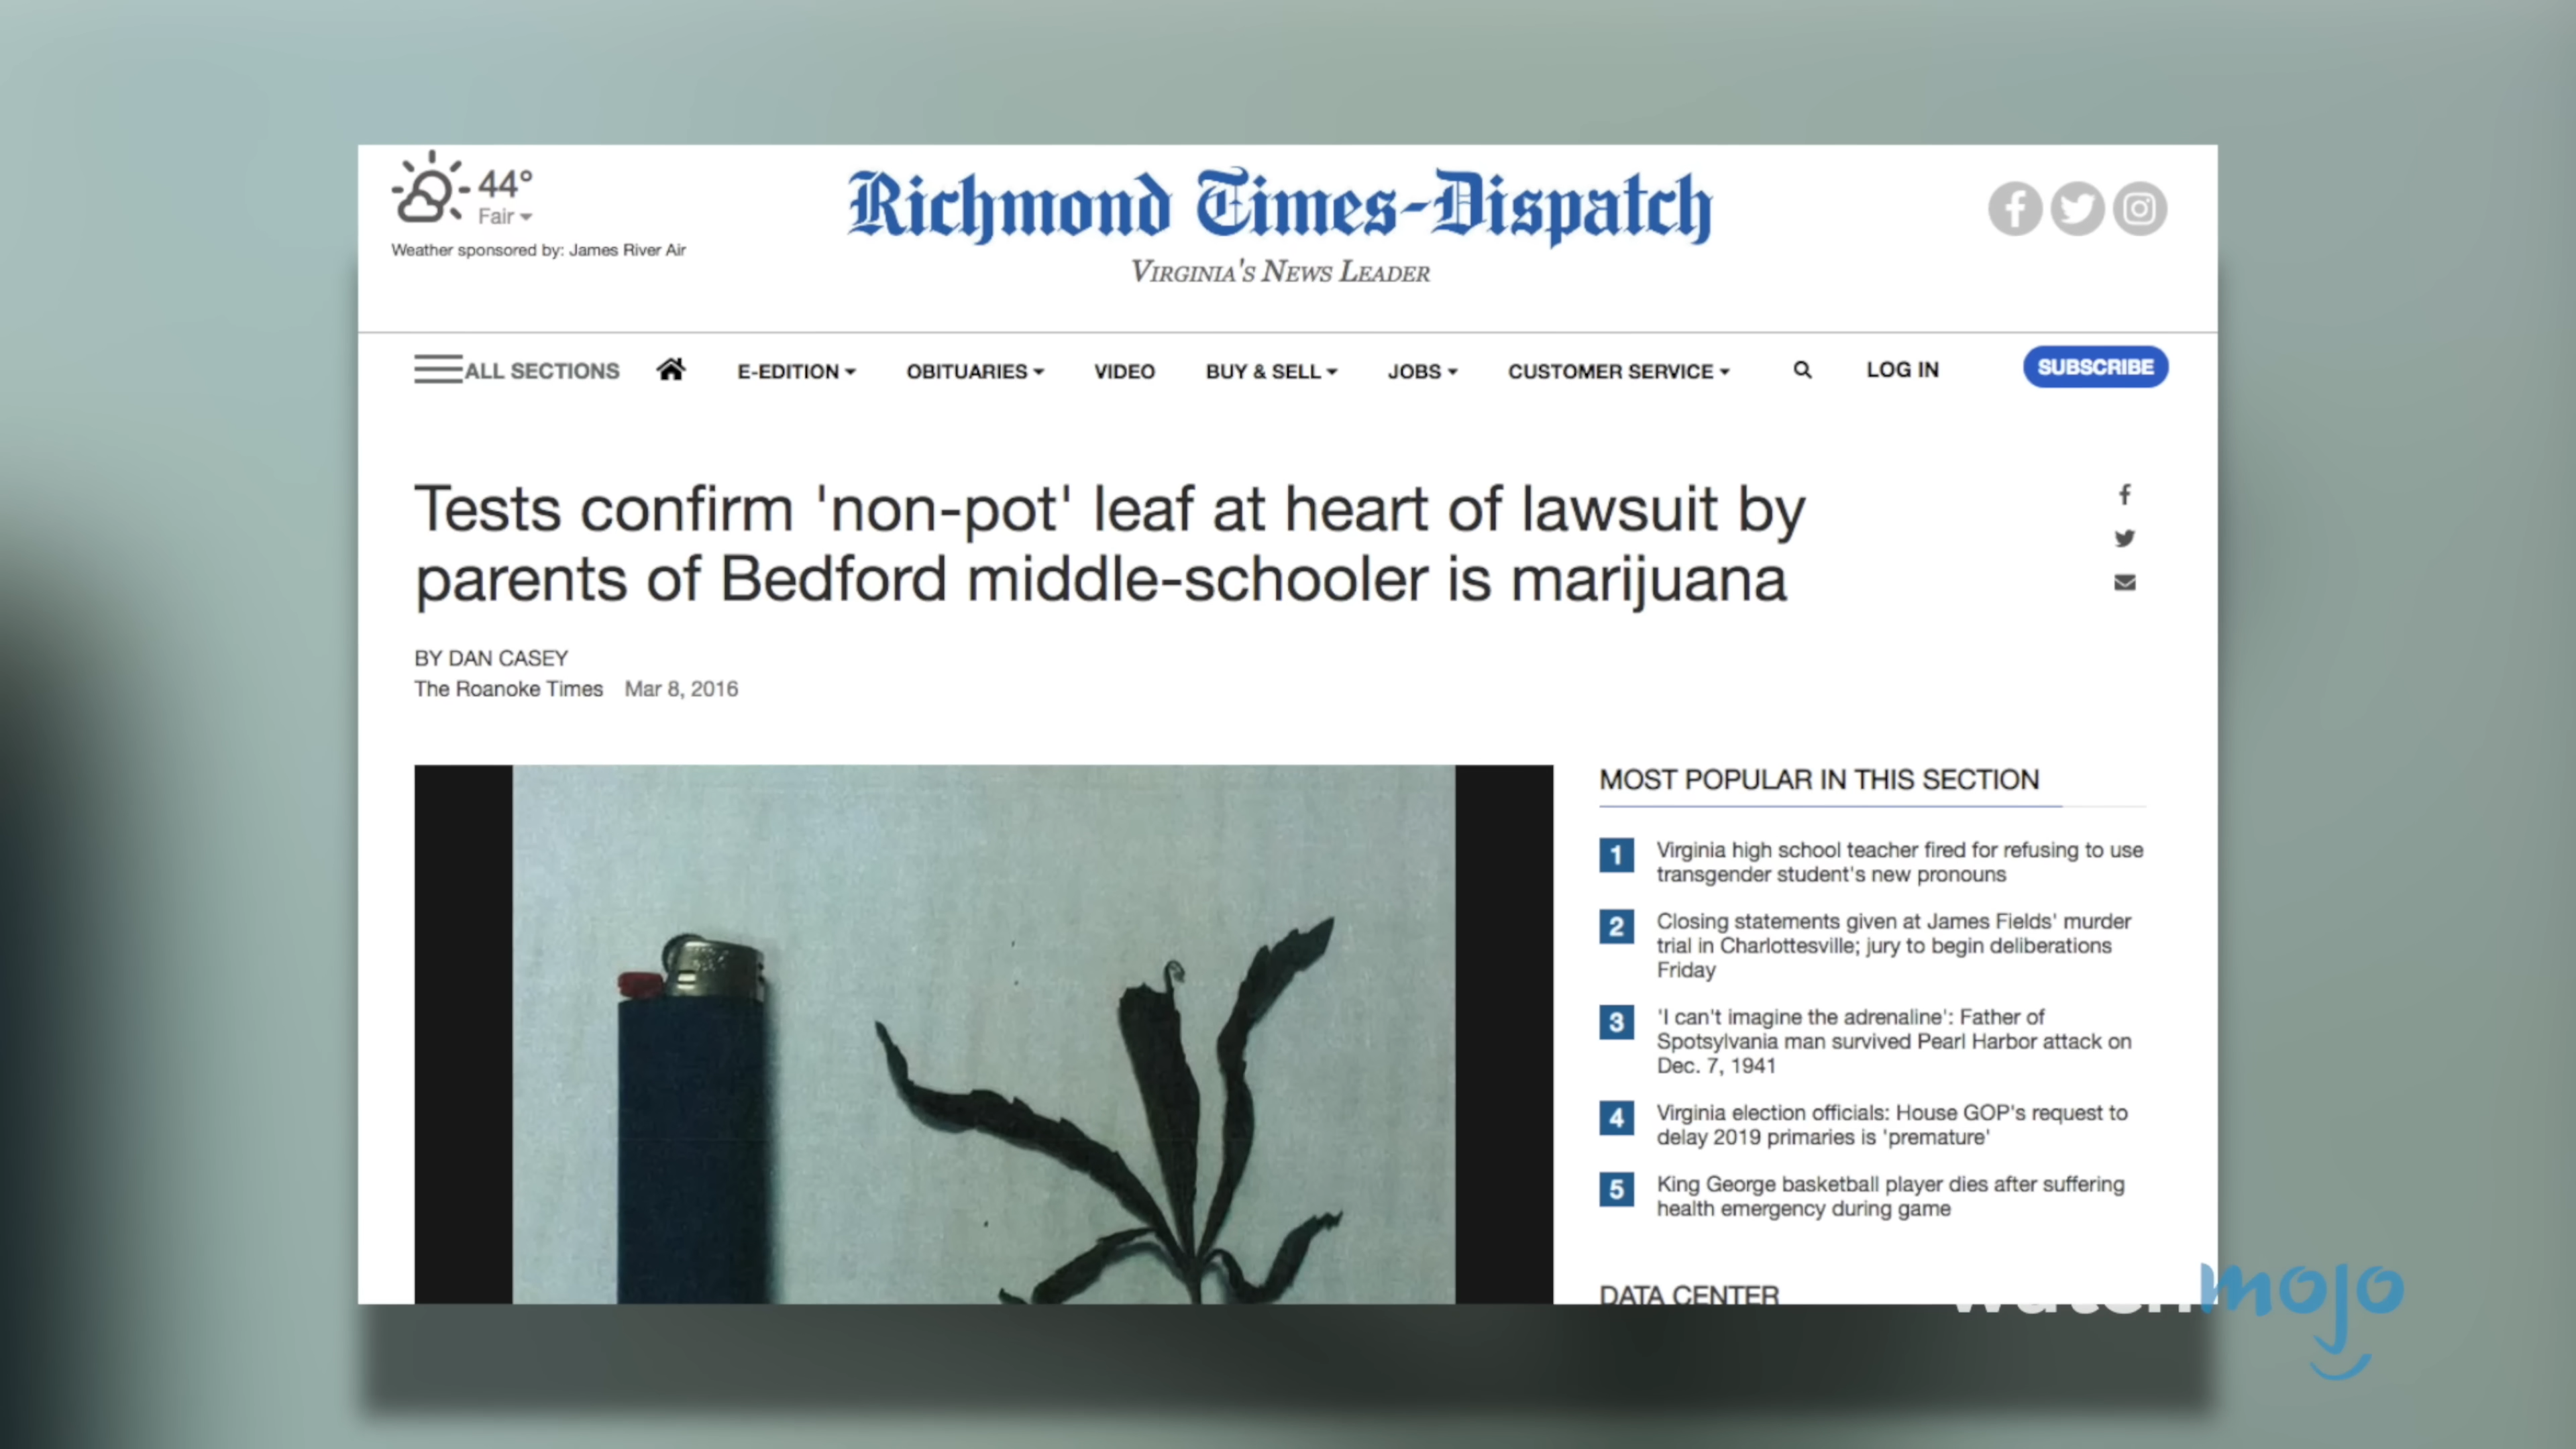 44°
Fair
Weather sponsored by: James River Air
Richmond Times-Dispatch
VIRGINIA'S NEWS LEADER
ALL SECTIONS
E-EDITION
OBITUARIES
VIDEO
BUY & SELL
JOBS
CUSTOMER SERVICE
LOG IN
SUBSCRIBE
Tests confirm 'non-pot' leaf at heart of lawsuit by
parents of Bedford middle-schooler is marijuana
BY DAN CASEY
The Roanoke Times Mar 8, 2016
MOST POPULAR IN THIS SECTION
1 Virginia high school teacher fired for refusing to use
transgender student's new pronouns
2 Closing statements given at James Fields' murder
trial in Charlottesville; jury to begin deliberations
Friday
3 'I can't imagine the adrenaline': Father of
Spotsylvania man survived Pearl Harbor attack on
Dec. 7, 1941
4 Virginia election officials: House GOP's request to
delay 2019 primaries is 'premature'
5 King George basketball player dies after suffering
health emergency during game
DATA CENTER
watchmojo